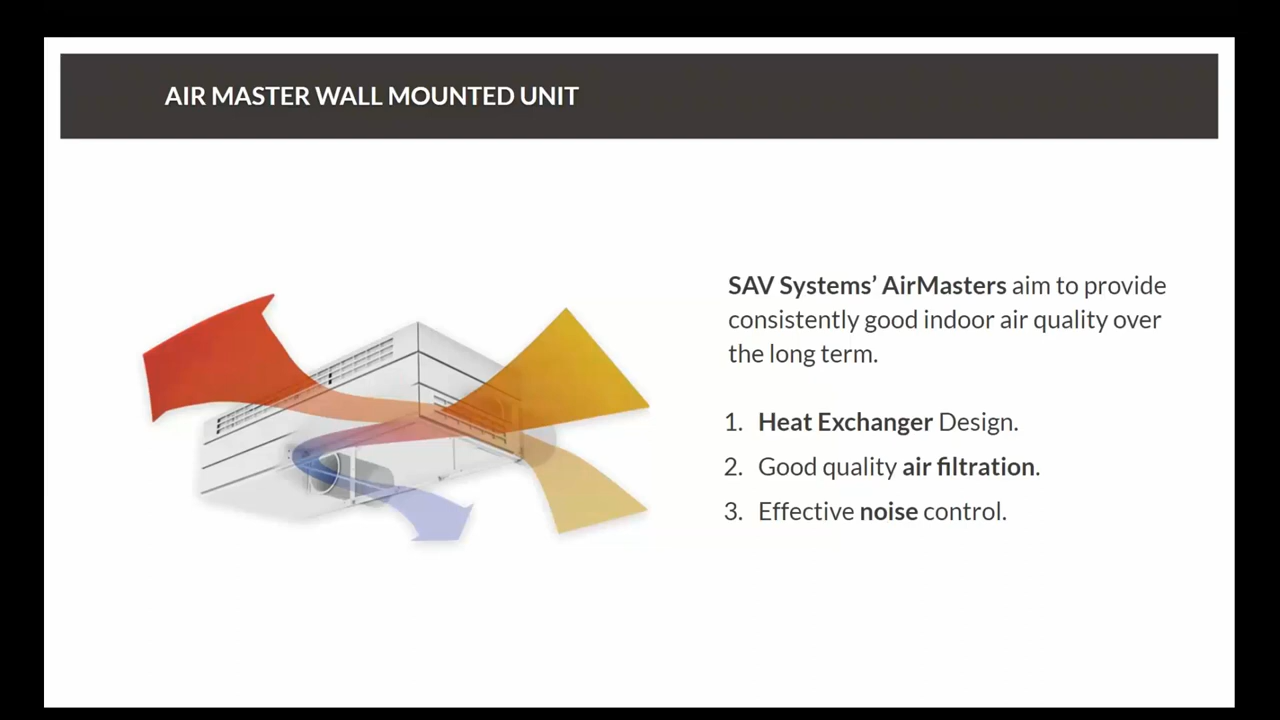 AIR MASTER WALL MOUNTED UNIT
SAV Systems’ AirMasters aim to provide
consistently good indoor air quality over
the long term.
1. Heat Exchanger Design.
2. Good quality air filtration.
3. Effective noise control.